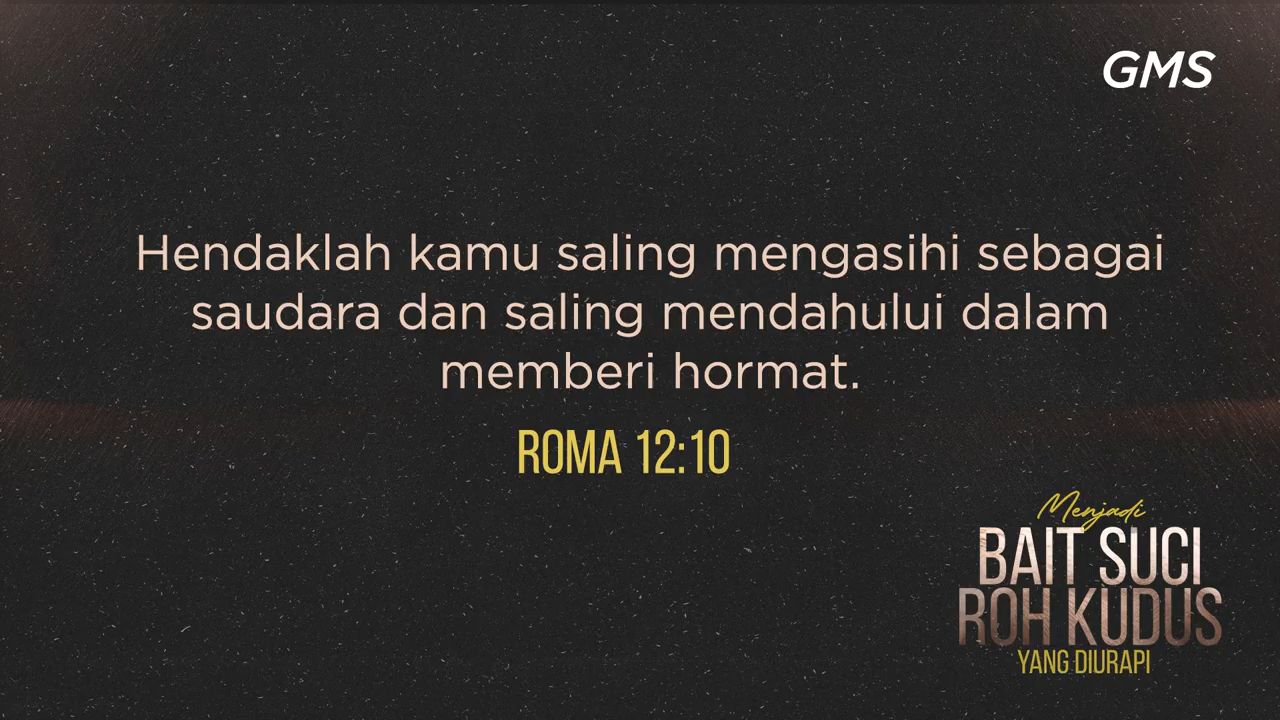 GMS
Hendaklah kamu saling mengasihi sebagai
saudara dan saling mendahului dalam
memberi hormat.
ROMA 12:10
Menjadi
BAIT SUCI
ROH KUDUS
YANG DIURAPI